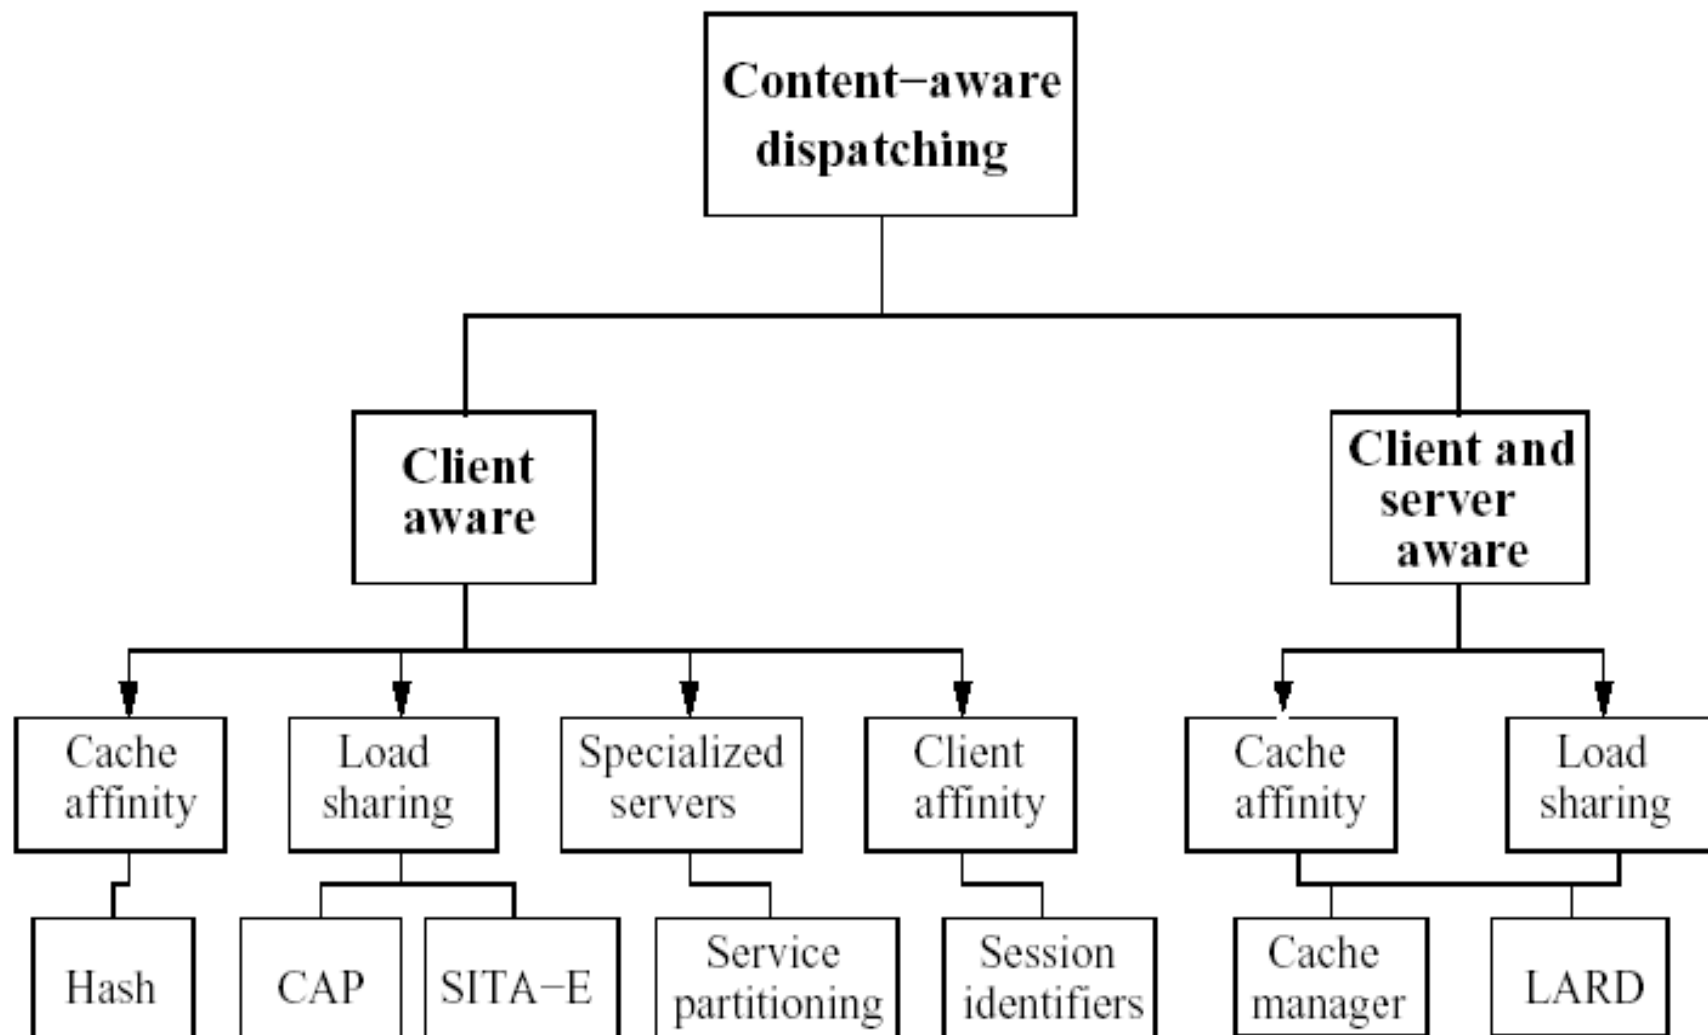 Content−aware
dispatching
Client
aware
Client and
server
aware
Cache
affinity
Load
sharing
Specialized
servers
Client
affinity
Cache
affinity
Load
sharing
Hash
CAP
SITA−E
Service
partitioning
Session
identifiers
Cache
manager
LARD